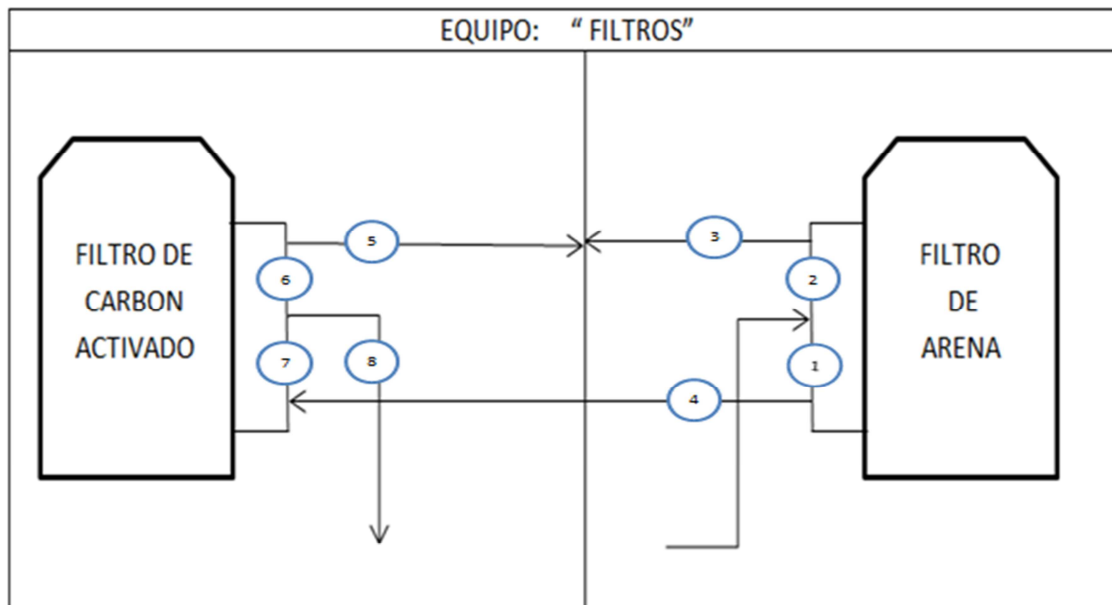 EQUIPO: “ FILTROS”
FILTRO DE
CARBON
ACTIVADO
5
6
7
8
3
2
1
4
FILTRO
DE
ARENA